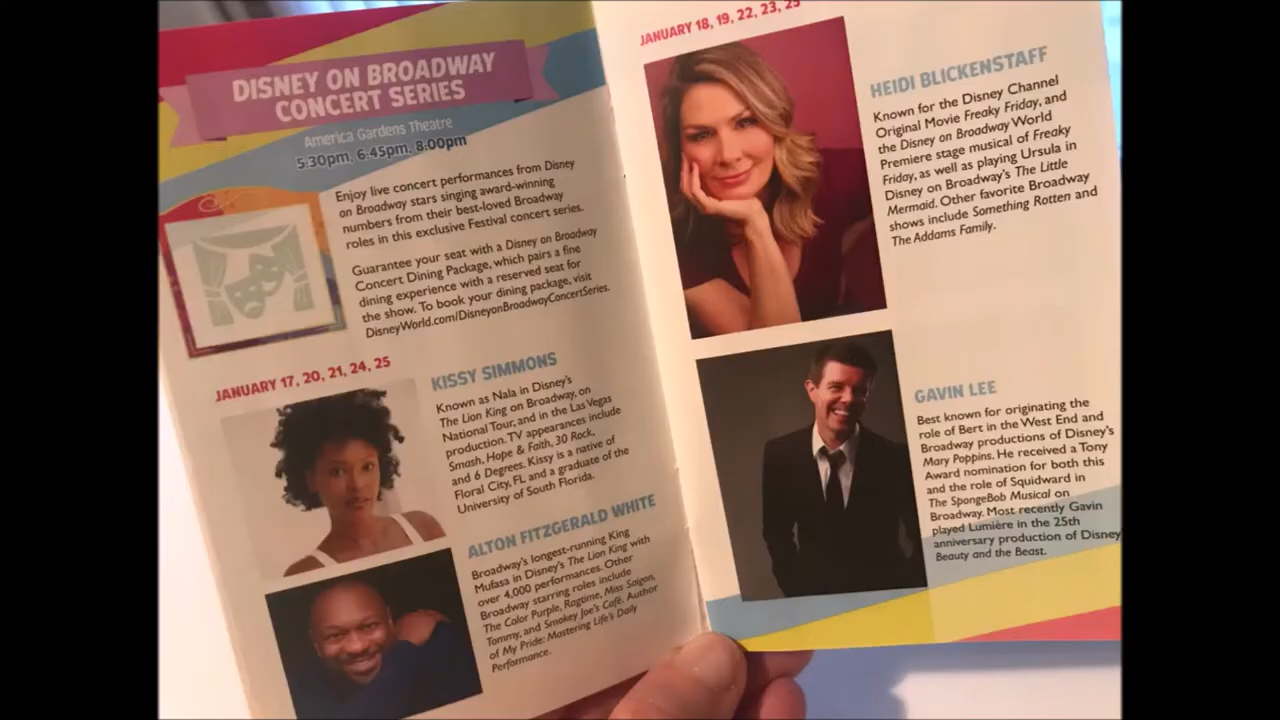 DISNEY ON BROADWAY
CONCERT SERIES
America Gardens Theatre
5:30pm, 6:45pm, 8:00pm
Enjoy live concert performances from Disney
on Broadway stars singing award-winning
numbers from their best-loved Broadway
roles in this exclusive Festival concert series.
Guarantee your seat with a Disney on Broadway
Concert Dining Package, which pairs a fine
dining experience with a reserved seat for
the show. To book your dining package, visit
DisneyWorld.com/DisneyonBroadwayConcertSeries.
JANUARY 17, 20, 21, 24, 25
KISSY SIMMONS
Known as Nala in Disney's
The Lion King on Broadway, on
National Tour, and in the Las Vegas
production. TV appearances include
Smash, Hope & Faith, 30 Rock,
and 6 Degrees. Kissy is a native of
Floral City, FL and a graduate of the
University of South Florida.
ALTON FITZGERALD WHITE
Broadway's longest-running King
Mufasa in Disney's The Lion King with
over 4,000 performances. Other
Broadway starring roles include
The Color Purple, Ragtime, Miss Saigon,
Tommy, and Smokey Joe's Café. Author
of My Pride: Mastering Life's Daily
Performance.
JANUARY 18, 19, 22, 23, 25
HEIDI BLICKENSTAFF
Known for the Disney Channel
Original Movie Freaky Friday, and
the Disney on Broadway World
Premiere stage musical of Freaky
Friday, as well as playing Ursula in
Disney on Broadway's The Little
Mermaid. Other favorite Broadway
shows include Something Rotten and
The Addams Family.
GAVIN LEE
Best known for originating the
role of Bert in the West End and
Broadway productions of Disney's
Mary Poppins. He received a Tony
Award nomination for both this
and the role of Squidward in
The SpongeBob Musical on
Broadway. Most recently Gavin
played Lumière in the 25th
anniversary production of Disney
Beauty and the Beast.